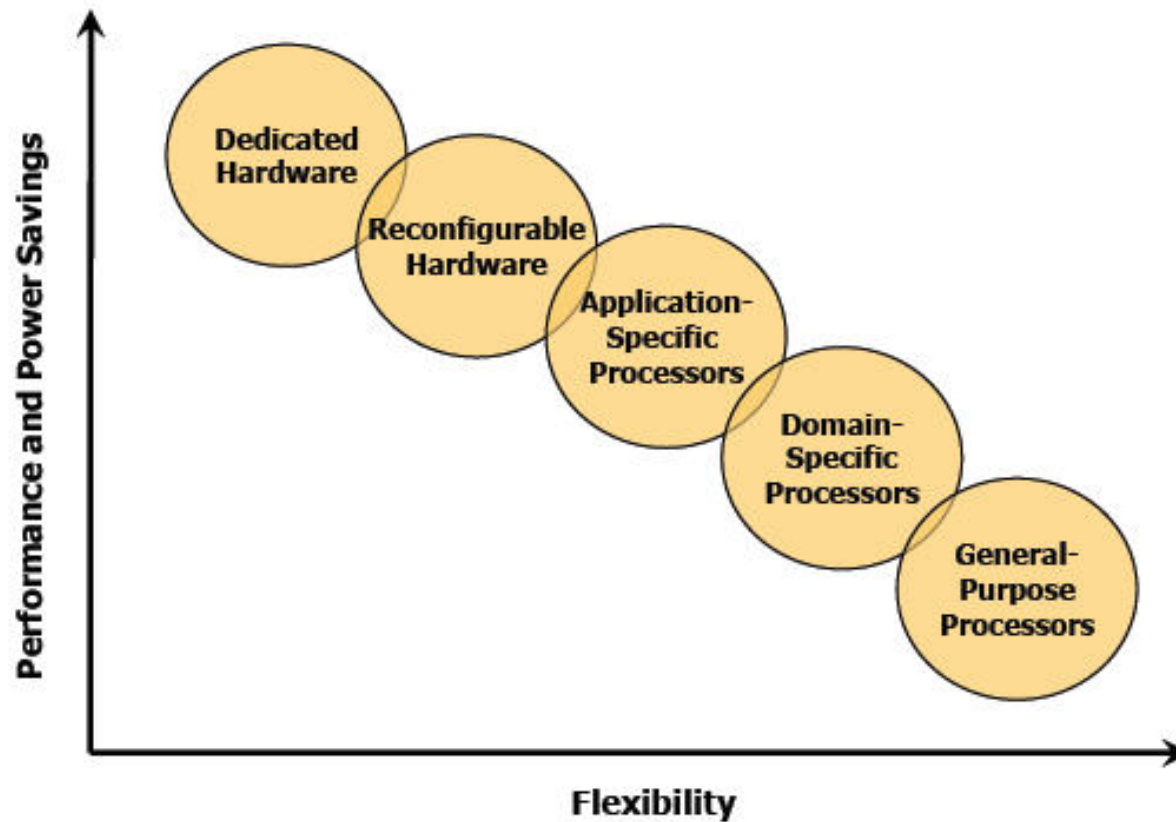 Performance and Power Savings
Dedicated
Hardware
Reconfigurable
Hardware
Application-
Specific
Processors
Domain-
Specific
Processors
General-
Purpose
Processors
Flexibility